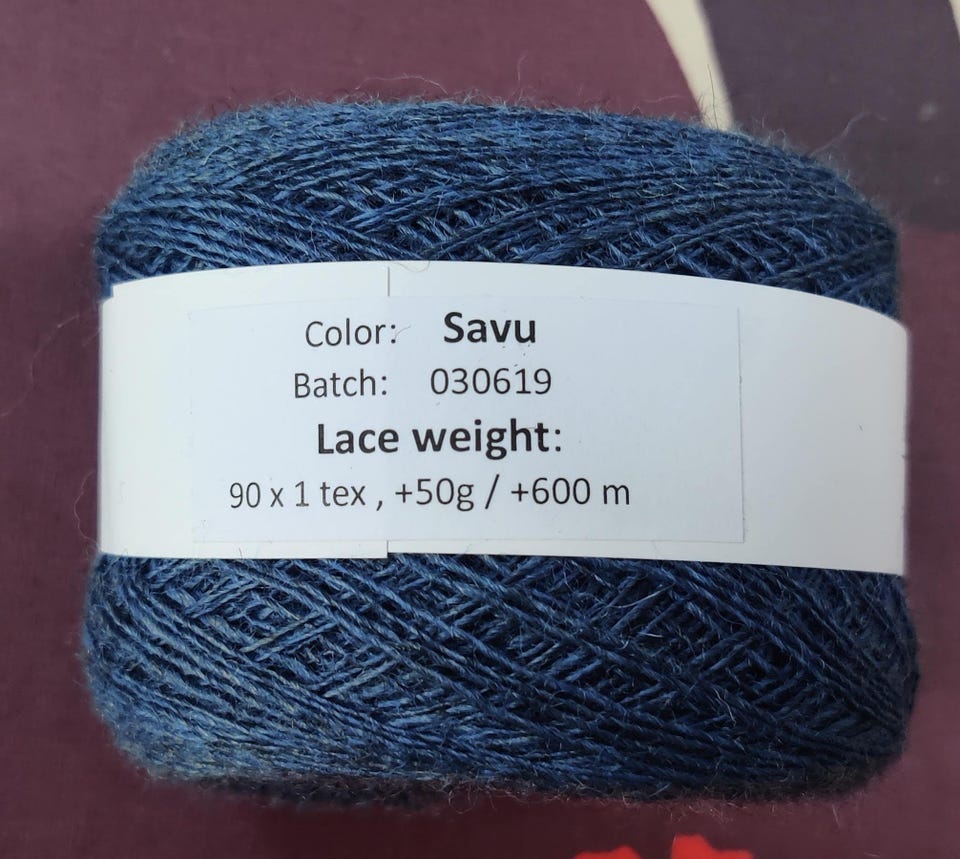 Color: Savu
Batch: 030619
Lace weight:
90 x 1 tex , +50g / +600 m